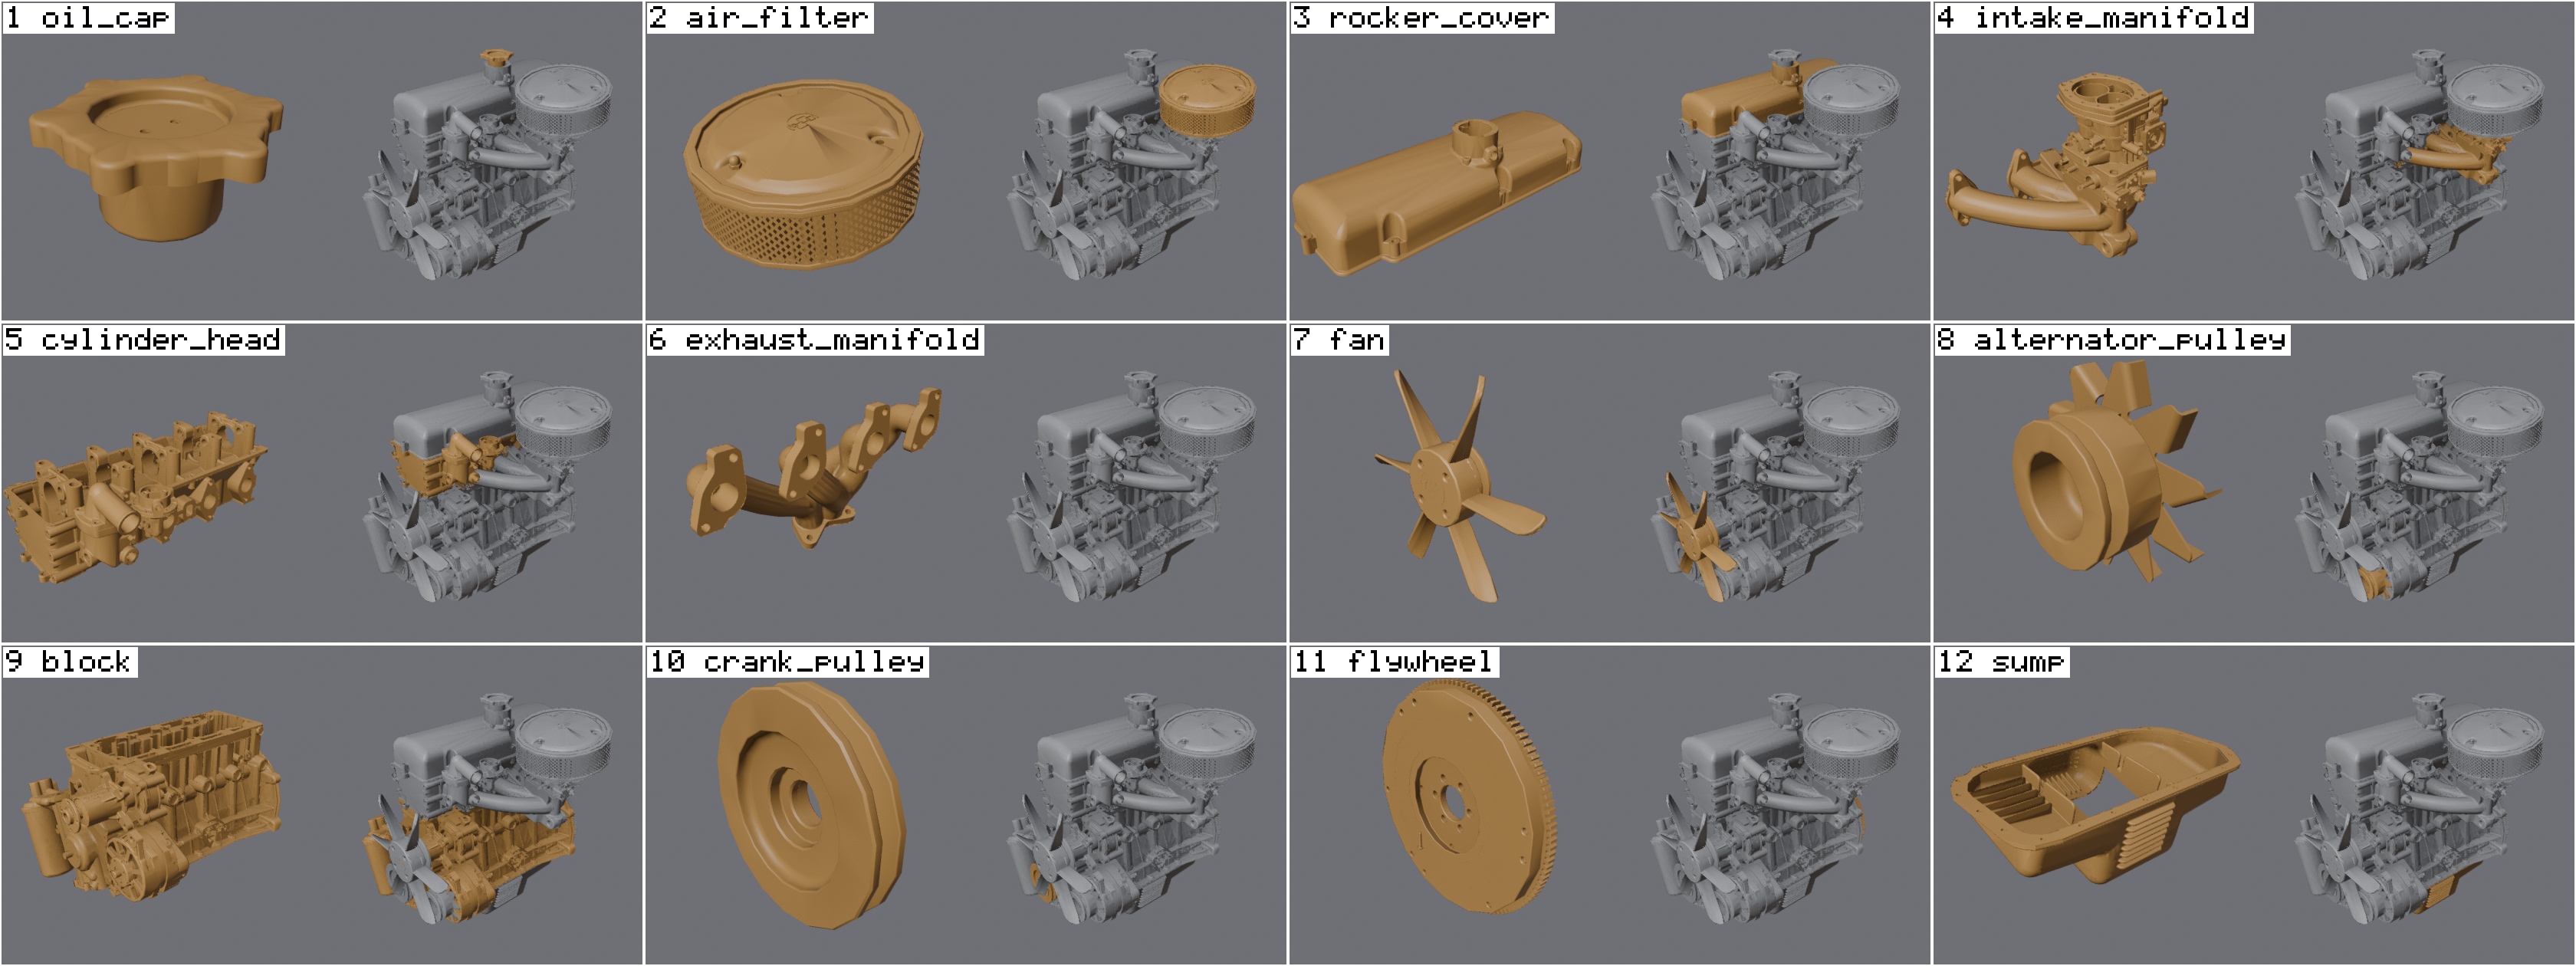 1 oil_cap
2 air_filter
3 rocker_cover
4 intake_manifold
5 cylinder_head
6 exhaust_manifold
7 fan
8 alternator_pulley
9 block
10 crank_pulley
11 flywheel
12 sump